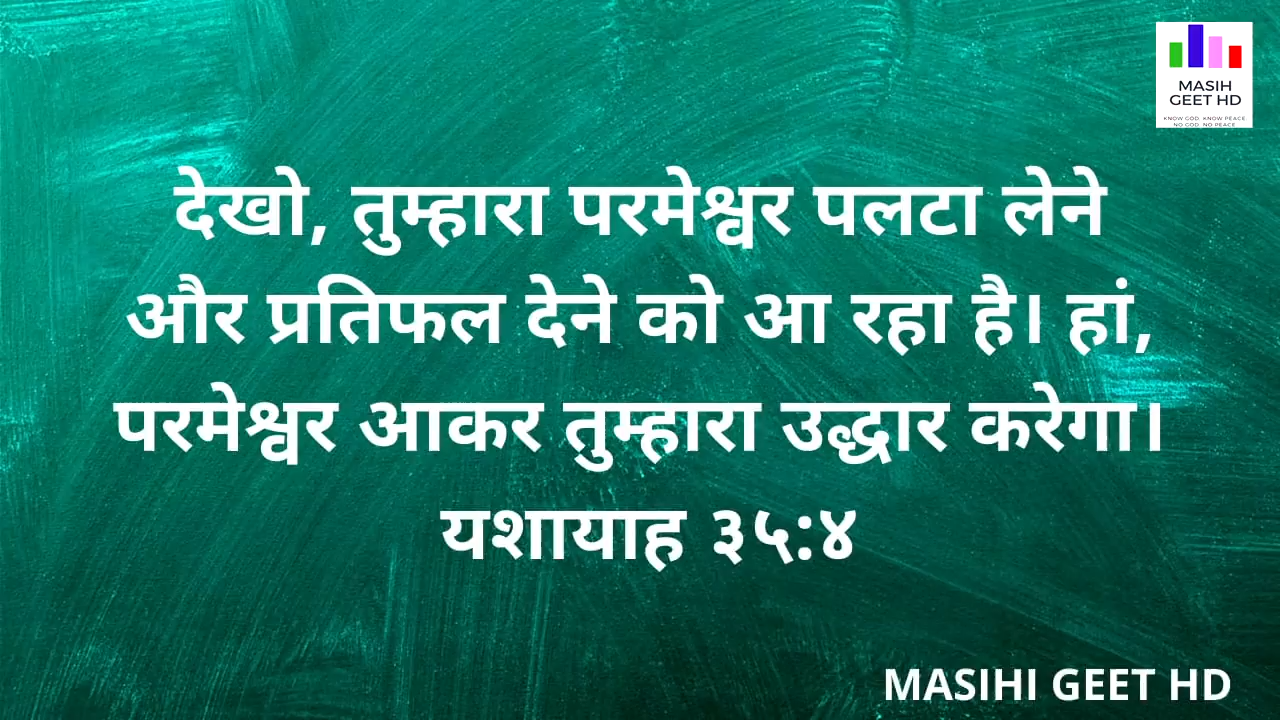 MASIH
GEET HD
KNOW GOD, KNOW PEACE
NO GOD, NO PEACE
देखो, तुम्हारा परमेश्वर पलटा लेने
और प्रतिफल देने को आ रहा है। हां,
परमेश्वर आकर तुम्हारा उद्धार करेगा।
यशायाह ३५:४
MASIHI GEET HD